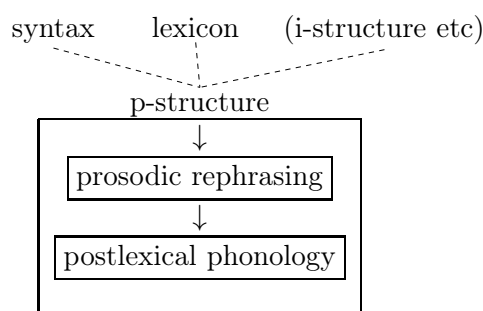 syntax lexicon (i-structure etc)
p-structure
prosodic rephrasing
postlexical phonology